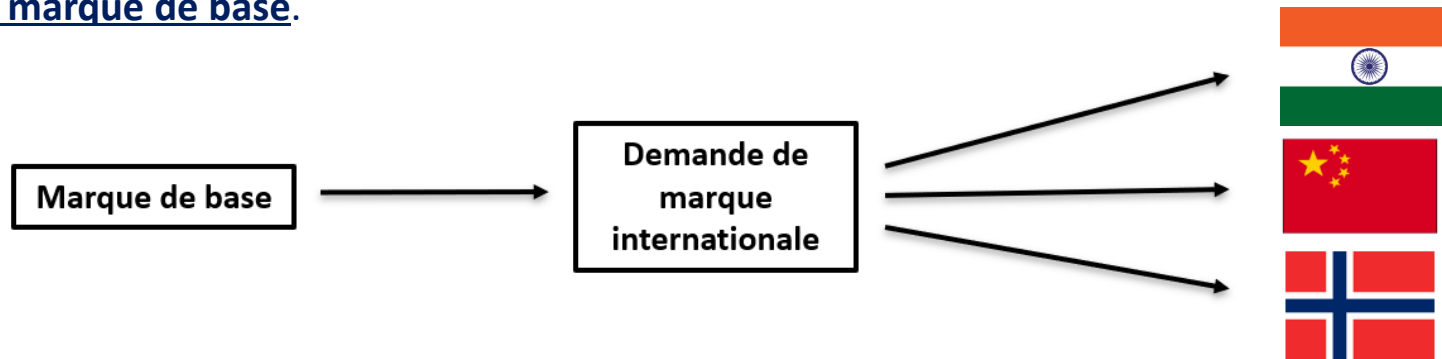 marque de base.
Marque de base
Demande de
marque
internationale